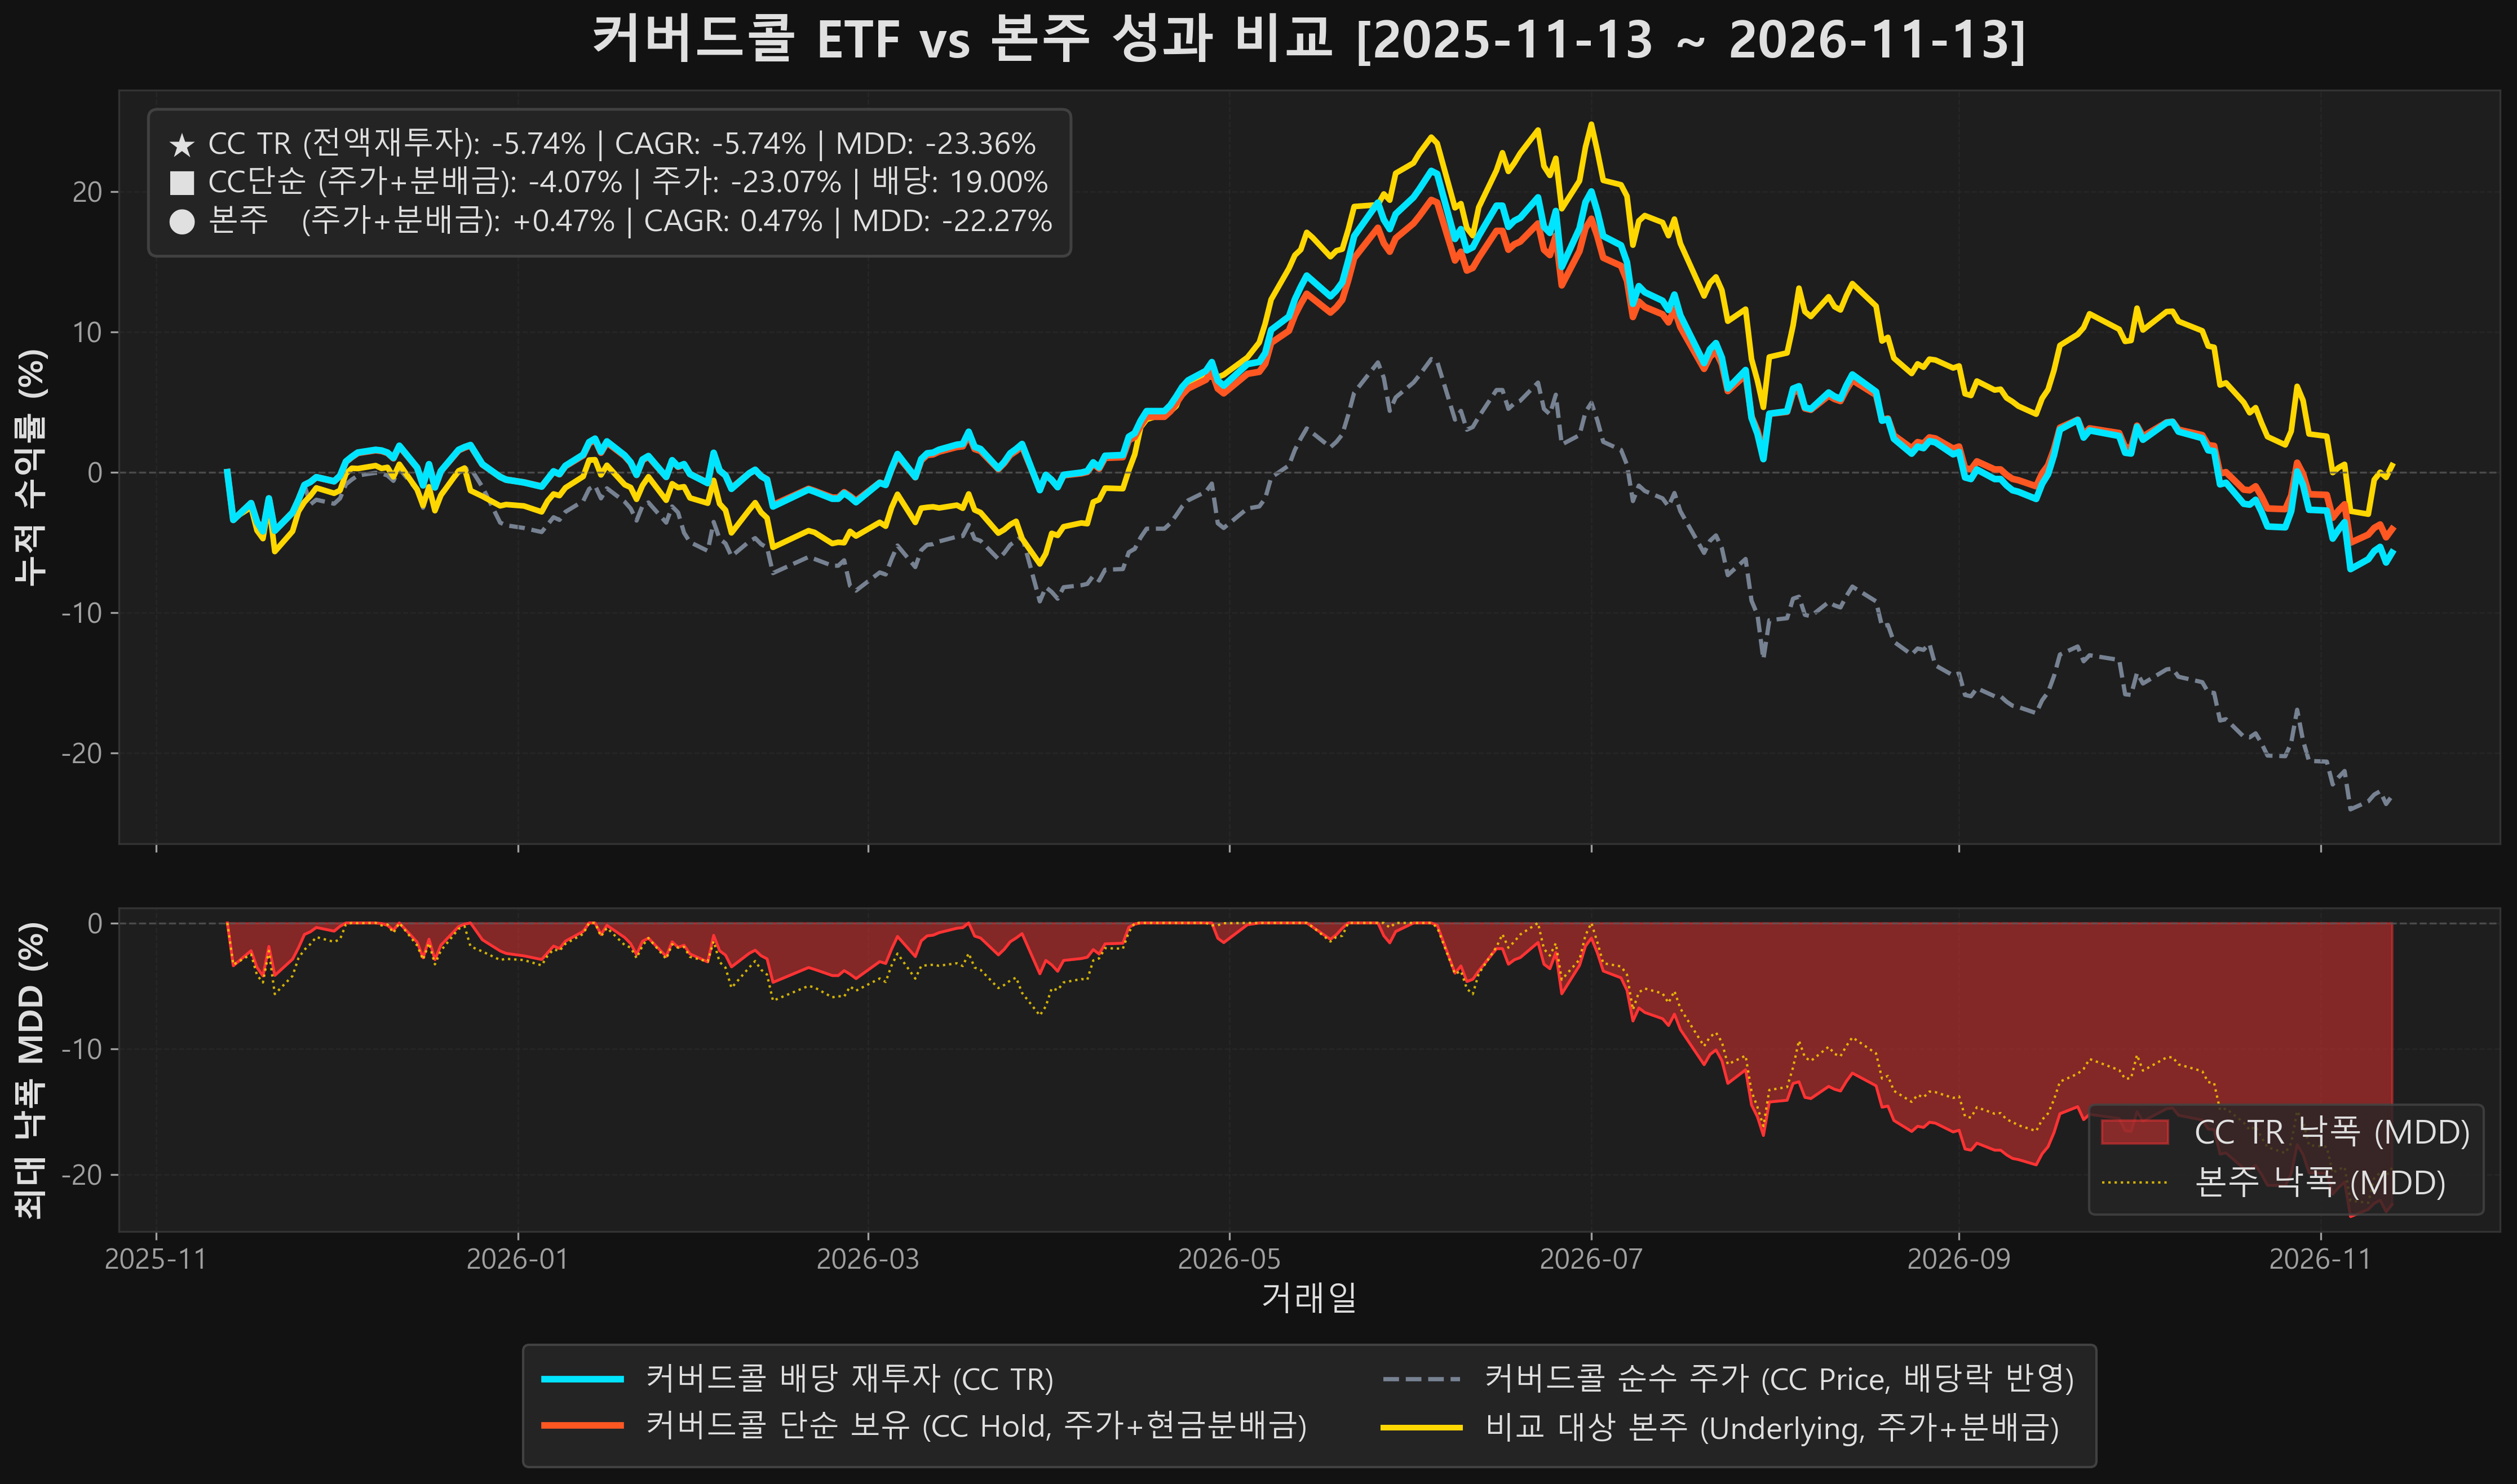 커버드콜 ETF vs 본주 성과 비교 [2025-11-13 ~ 2026-11-13]
★ CC TR (전액재투자): -5.74% | CAGR: -5.74% | MDD: -23.36%
■ CC단순 (주가+분배금): -4.07% | 주가: -23.07% | 배당: 19.00%
● 본주 (주가+분배금): +0.47% | CAGR: 0.47% | MDD: -22.27%
누적 수익률 (%)
20
10
0
-10
-20
최대 낙폭 MDD (%)
0
-10
-20
CC TR 낙폭 (MDD)
본주 낙폭 (MDD)
2025-11 2026-01 2026-03 2026-05 2026-07 2026-09 2026-11
거래일
커버드콜 배당 재투자 (CC TR)
커버드콜 단순 보유 (CC Hold, 주가+현금분배금)
커버드콜 순수 주가 (CC Price, 배당락 반영)
비교 대상 본주 (Underlying, 주가+분배금)